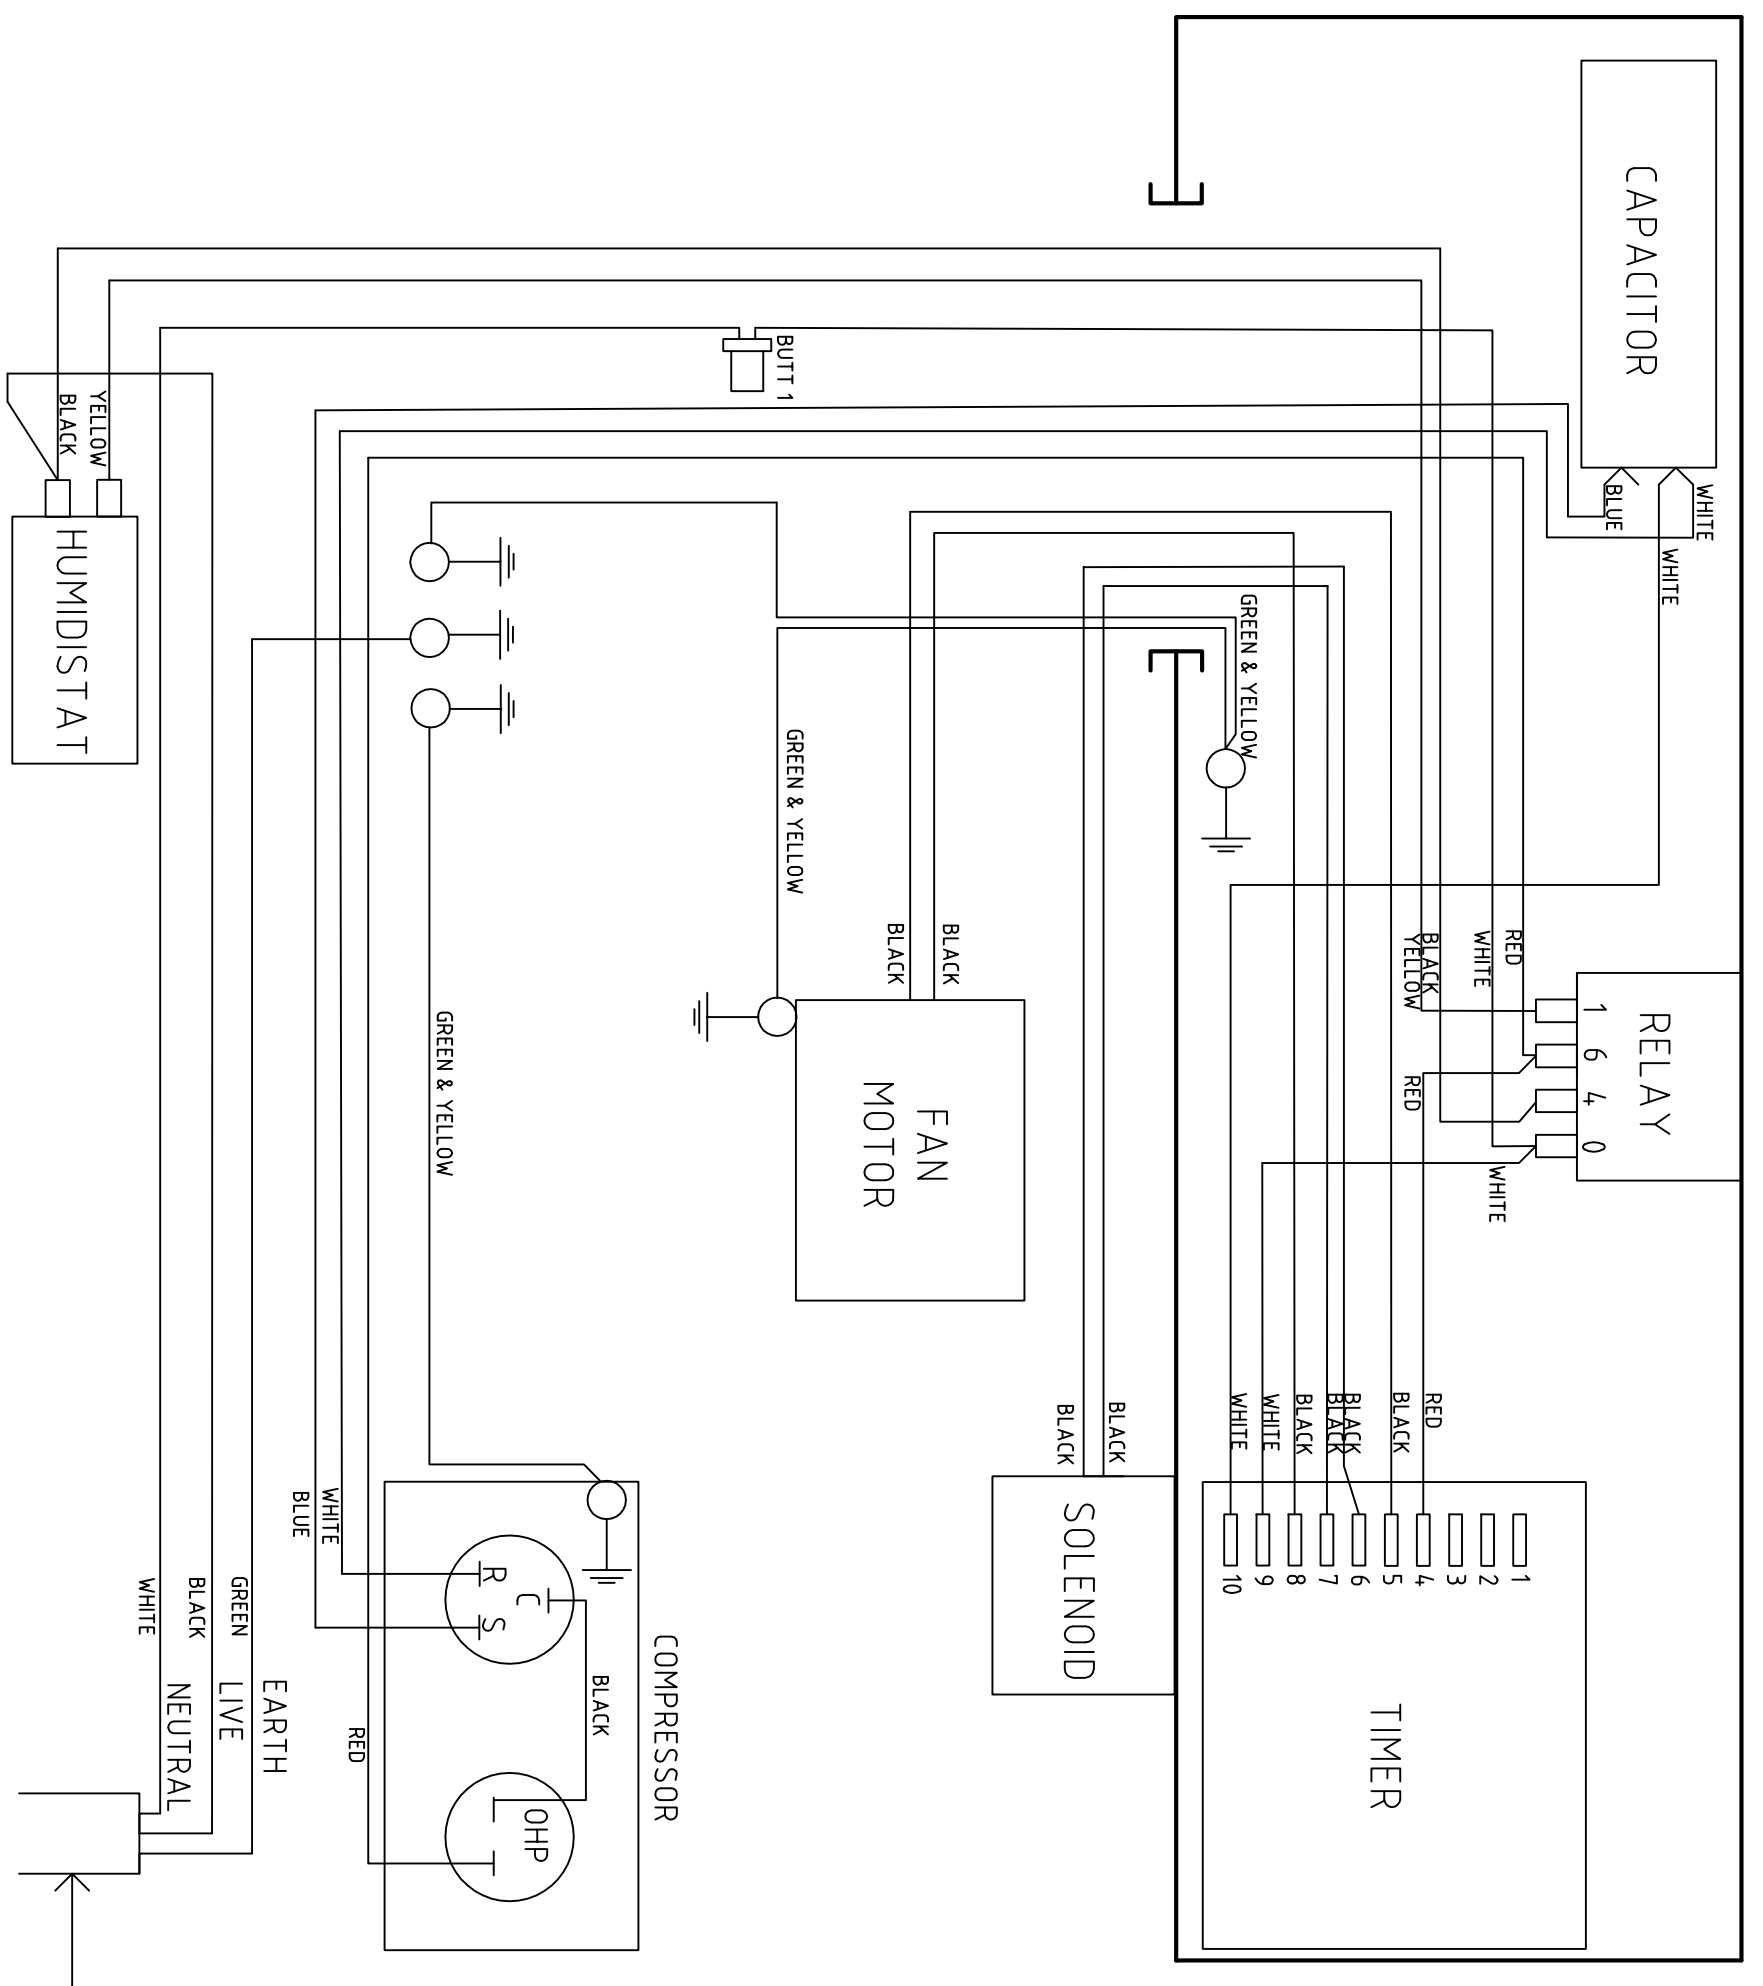 CAPACITOR
WHITE
BLUE
WHITE
BUTT 1
YELLOW
BLACK
HUMIDISTAT
GREEN & YELLOW
GREEN & YELLOW
GREEN & YELLOW
BLACK
BLACK
FAN
MOTOR
RED
WHITE
BLACK
YELLOW
RED
WHITE
RELAY
1
6
4
0
RED
BLACK
BLACK
BLACK
BLACK
WHITE
WHITE
1
2
3
4
5
6
7
8
9
10
TIMER
BLACK
BLACK
SOLENOID
COMPRESSOR
R
C
S
BLACK
OHP
RED
WHITE
BLUE
GREEN
BLACK
WHITE
EARTH
LIVE
NEUTRAL